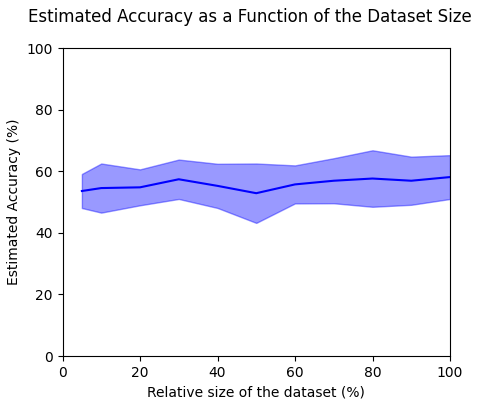 Estimated Accuracy as a Function of the Dataset Size
100
80
60
40
20
0
Estimated Accuracy (%)
0 20 40 60 80 100
Relative size of the dataset (%)